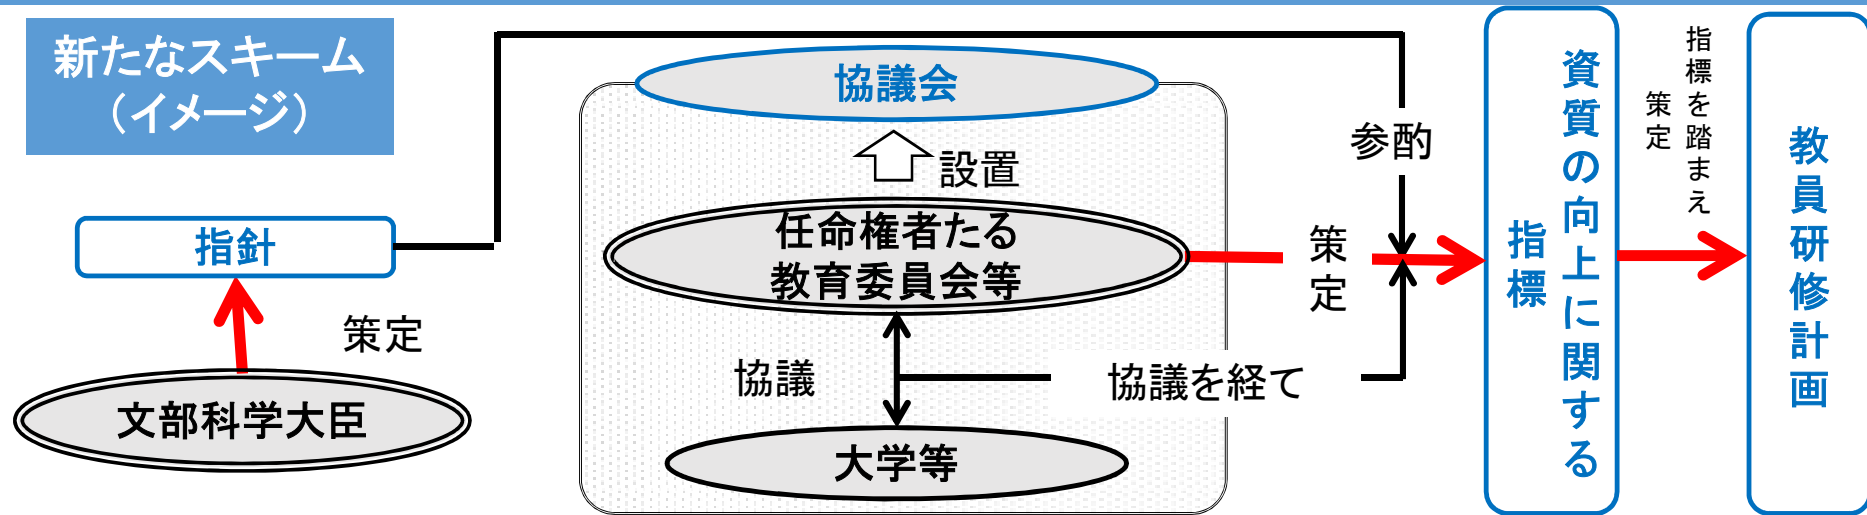 新たなスキーム
（イメージ）
協議会
設置
任命権者たる
教育委員会等
指針
策定
文部科学大臣
協議
協議を経て
大学等
参酌
策定
資質の向上に関する
指標
指標を踏まえ
策定
教員研修計画